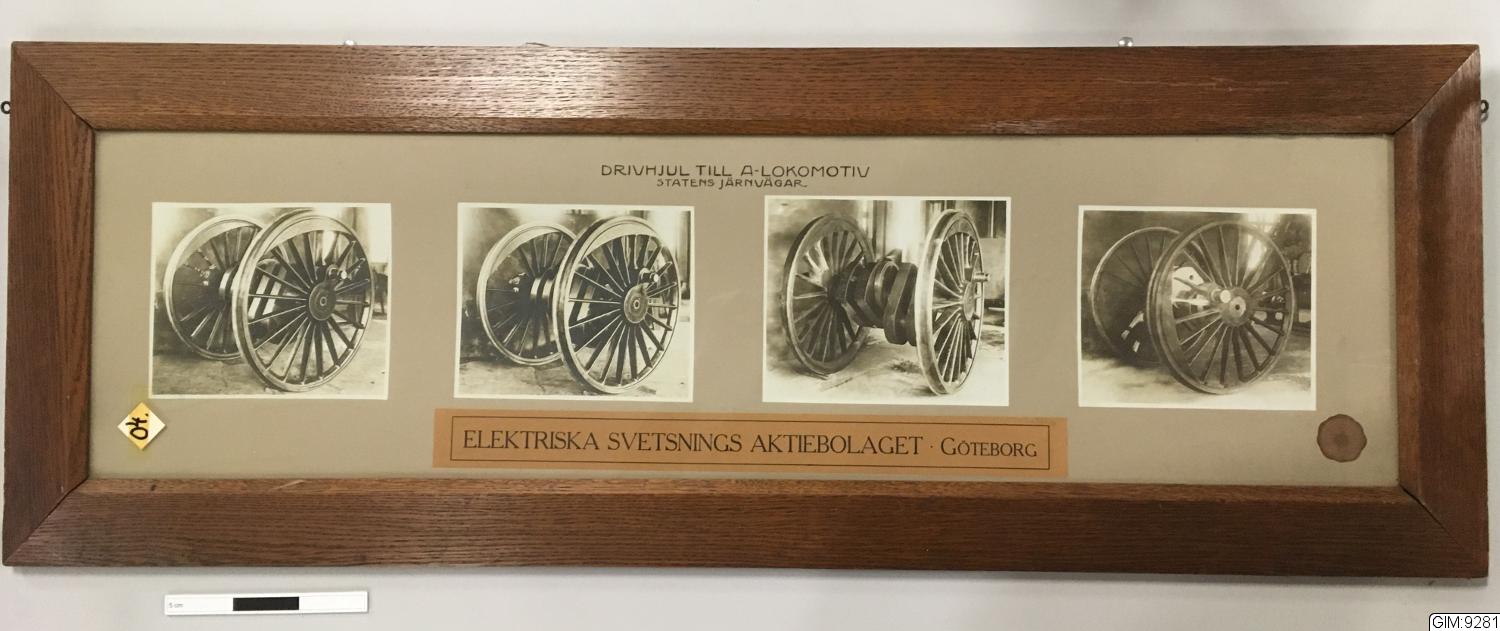 DRIVHJUL TILL A-LOKOMOTIV
STATENS JÄRNVÄGAR
ELEKTRISKA SVETSNINGS AKTIEBOLAGET · GÖTEBORG
5 cm
GIM:9281